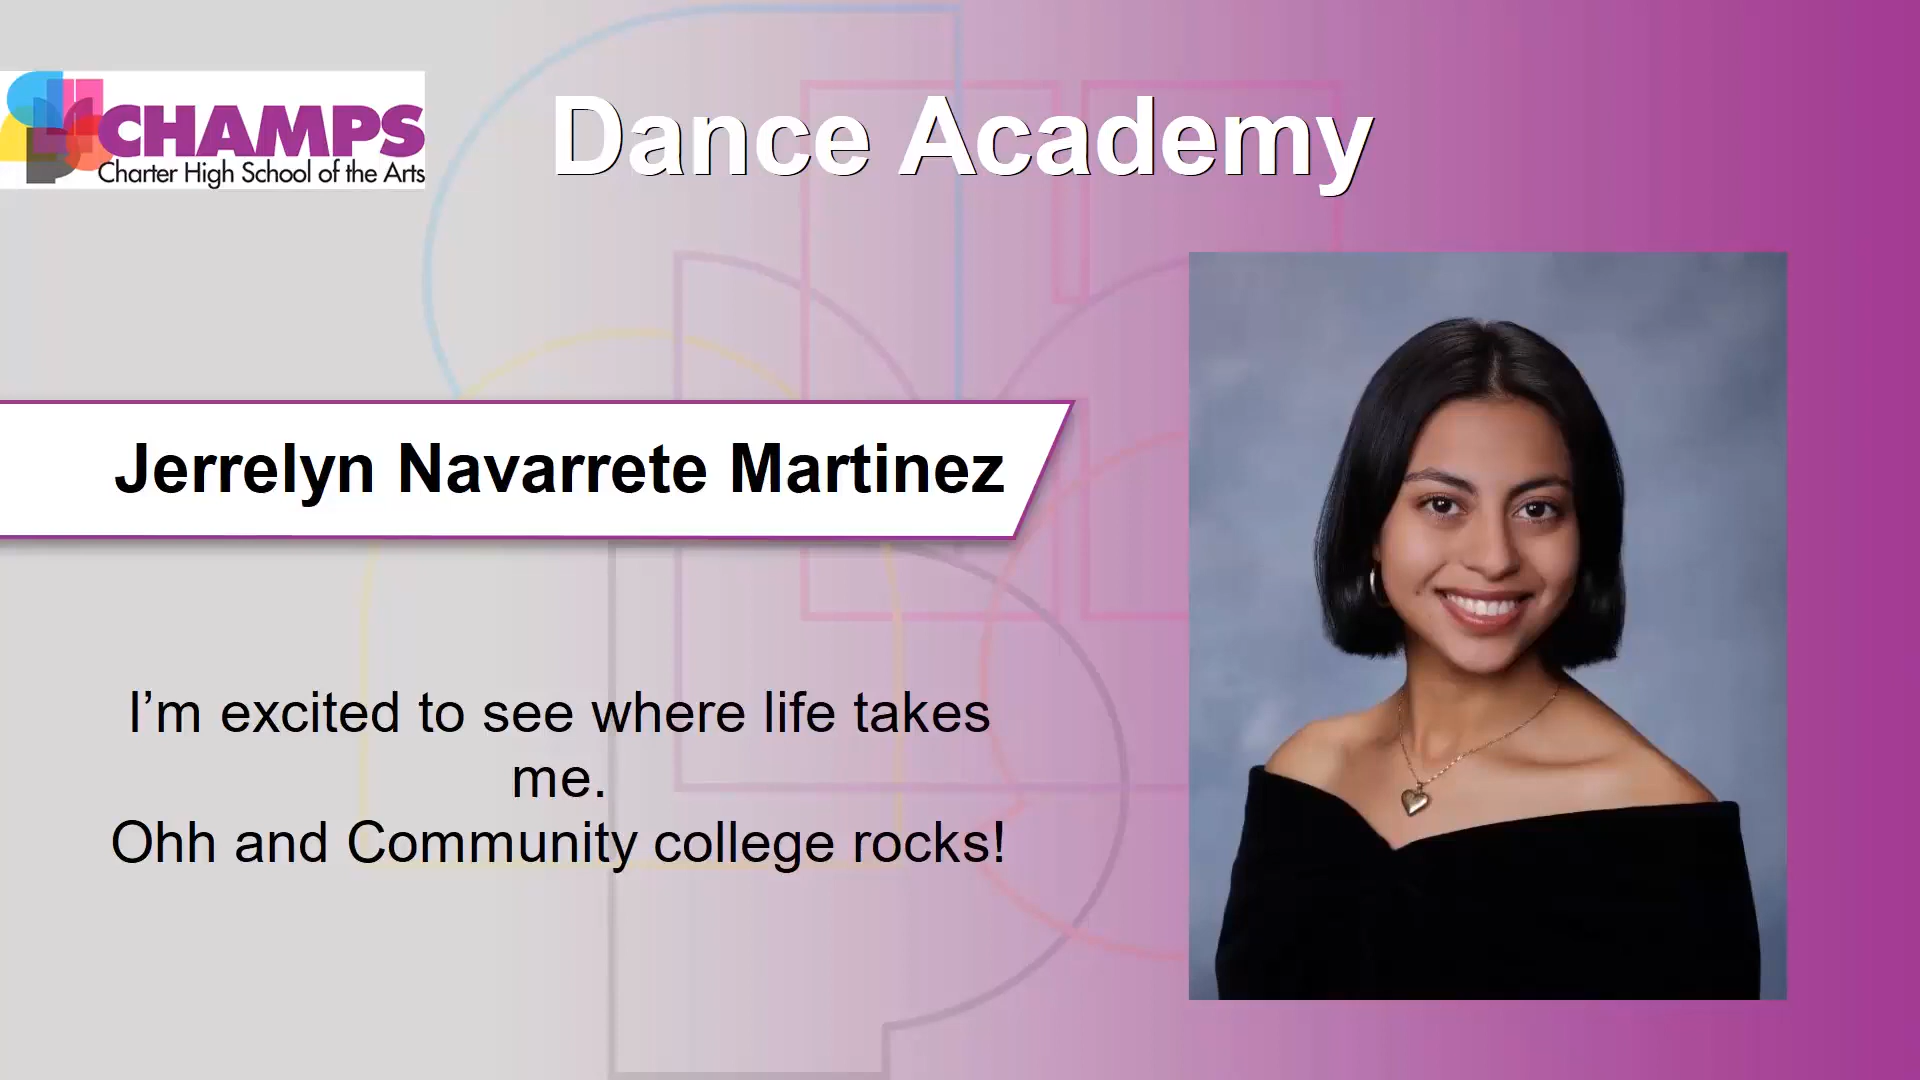 CHAMPS
Charter High School of the Arts
Dance Academy
Jerrelyn Navarrete Martinez
I’m excited to see where life takes
me.
Ohh and Community college rocks!